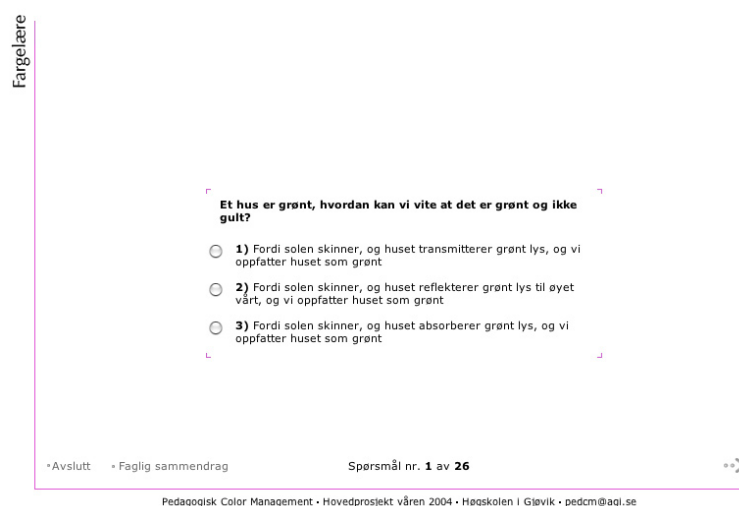 Fargelære
Et hus er grønt, hvordan kan vi vite at det er grønt og ikke
gult?
1) Fordi solen skinner, og huset transmitterer grønt lys, og vi
oppfatter huset som grønt
2) Fordi solen skinner, og huset reflekterer grønt lys til øyet
vårt, og vi oppfatter huset som grønt
3) Fordi solen skinner, og huset absorberer grønt lys, og vi
oppfatter huset som grønt
Avslutt Faglig sammendrag Spørsmål nr. 1 av 26
Pedagogisk Color Management • Hovedprosjekt våren 2004 • Høgskolen i Gjøvik • pedcm@agi.se